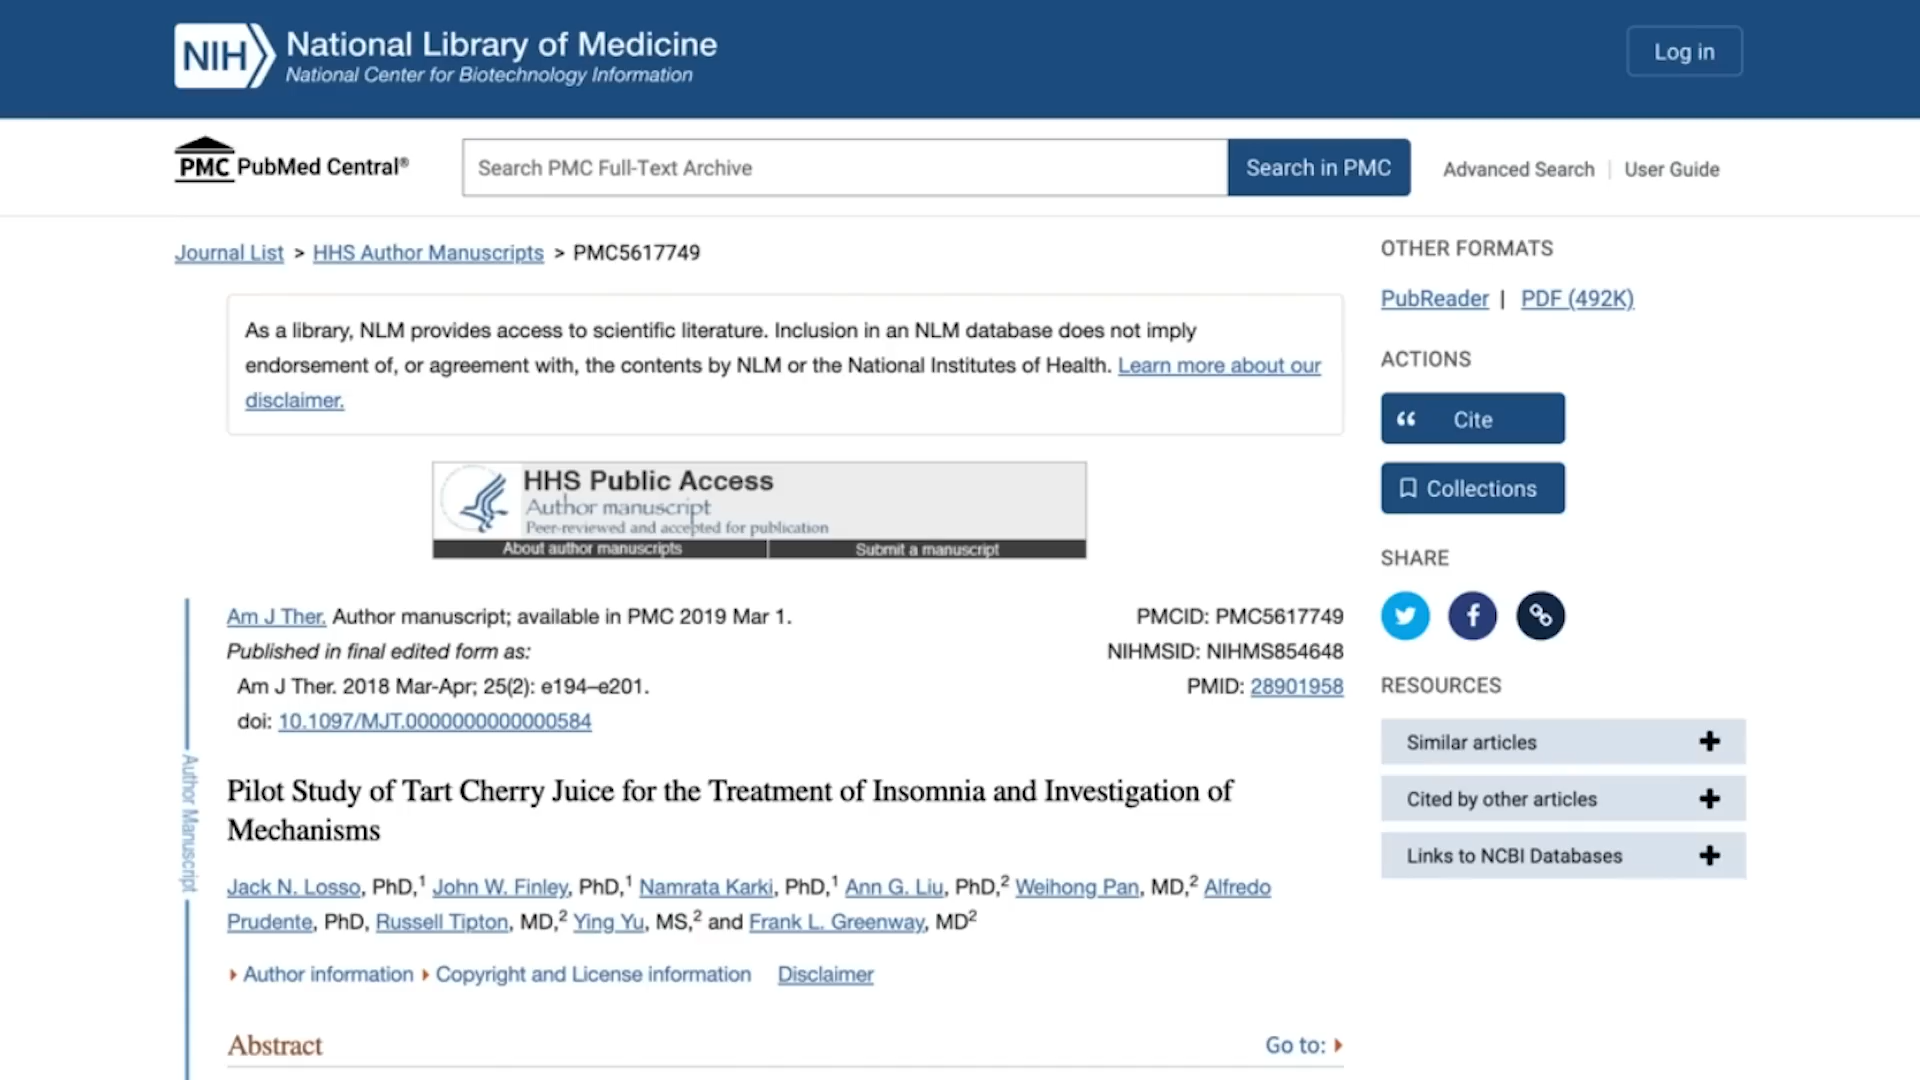 NIH National Library of Medicine
National Center for Biotechnology Information
Log in
PMC PubMed Central®
Search PMC Full-Text Archive
Search in PMC
Advanced Search | User Guide
Journal List > HHS Author Manuscripts > PMC5617749
As a library, NLM provides access to scientific literature. Inclusion in an NLM database does not imply
endorsement of, or agreement with, the contents by NLM or the National Institutes of Health. Learn more about our
disclaimer.
HHS Public Access
Author manuscript
Peer-reviewed and accepted for publication
About author manuscripts
Submit a manuscript
Am J Ther. Author manuscript; available in PMC 2019 Mar 1.
Published in final edited form as:
Am J Ther. 2018 Mar-Apr; 25(2): e194–e201.
doi: 10.1097/MJT.0000000000000584
PMCID: PMC5617749
NIHMSID: NIHMS854648
PMID: 28901958
Author Manuscript
Pilot Study of Tart Cherry Juice for the Treatment of Insomnia and Investigation of
Mechanisms
Jack N. Losso, PhD,1 John W. Finley, PhD,1 Namrata Karki, PhD,1 Ann G. Liu, PhD,2 Weihong Pan, MD,2 Alfredo
Prudente, PhD, Russell Tipton, MD,2 Ying Yu, MS,2 and Frank L. Greenway, MD2
Author information Copyright and License information Disclaimer
Abstract
Go to:
OTHER FORMATS
PubReader | PDF (492K)
ACTIONS
Cite
Collections
SHARE
RESOURCES
Similar articles
Cited by other articles
Links to NCBI Databases